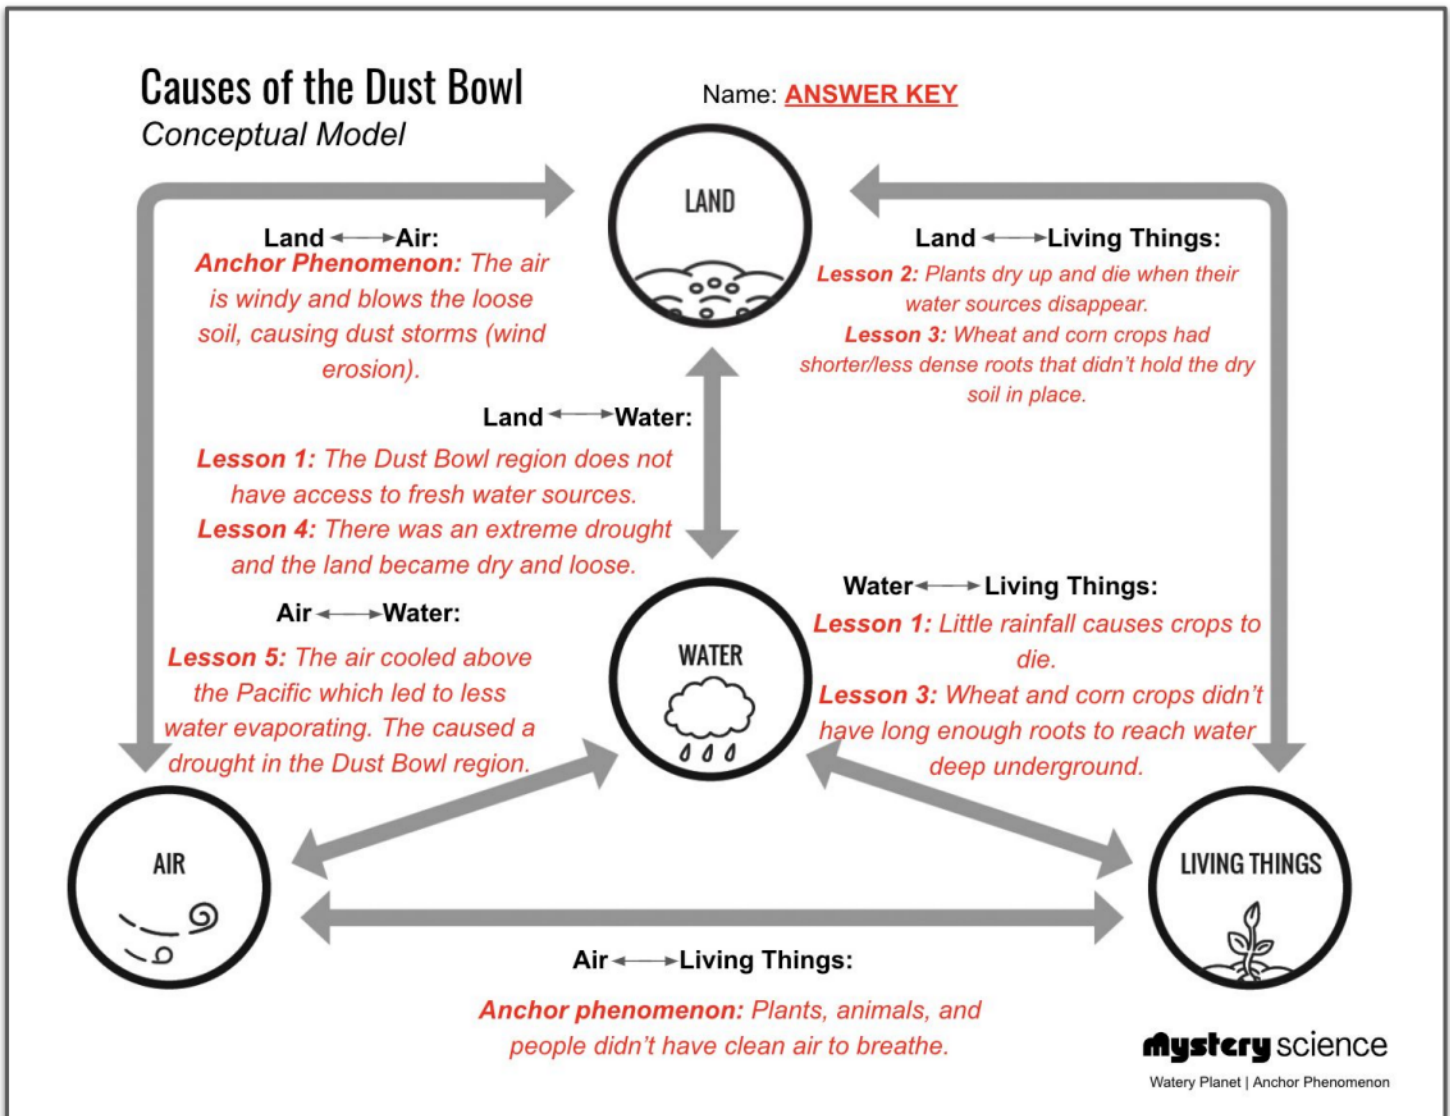 Causes of the Dust Bowl
Conceptual Model
Name: ANSWER KEY
LAND
Land ⟷ Air:
Anchor Phenomenon: The air
is windy and blows the loose
soil, causing dust storms (wind
erosion).
Land ⟷ Living Things:
Lesson 2: Plants dry up and die when their
water sources disappear.
Lesson 3: Wheat and corn crops had
shorter/less dense roots that didn't hold the dry
soil in place.
Land ⟷ Water:
Lesson 1: The Dust Bowl region does not
have access to fresh water sources.
Lesson 4: There was an extreme drought
and the land became dry and loose.
Air ⟷ Water:
Lesson 5: The air cooled above
the Pacific which led to less
water evaporating. The caused a
drought in the Dust Bowl region.
WATER
Water ⟷ Living Things:
Lesson 1: Little rainfall causes crops to
die.
Lesson 3: Wheat and corn crops didn't
have long enough roots to reach water
deep underground.
AIR
LIVING THINGS
Air ⟷ Living Things:
Anchor phenomenon: Plants, animals, and
people didn't have clean air to breathe.
mystery science
Watery Planet | Anchor Phenomenon